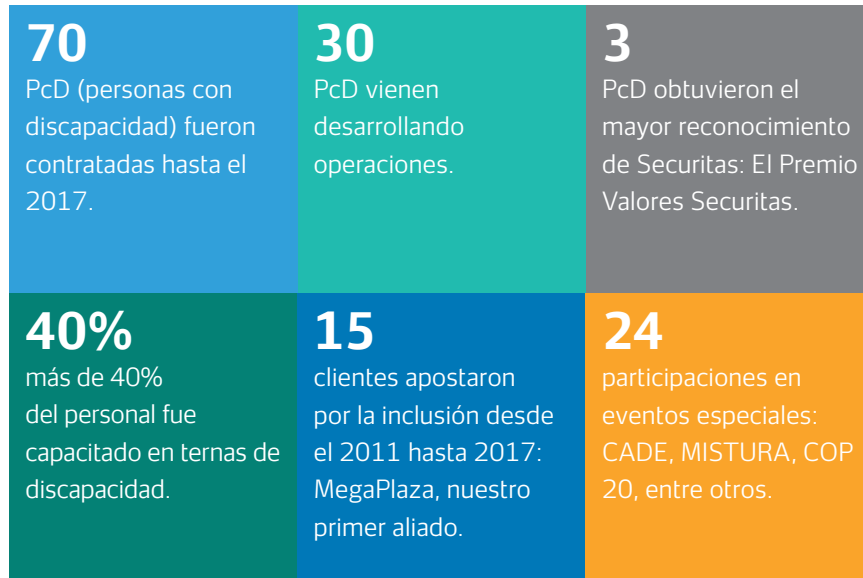 70
PcD (personas con
discapacidad) fueron
contratadas hasta el
2017.
30
PcD vienen
desarrollando
operaciones.
3
PcD obtuvieron el
mayor reconocimiento
de Securitas: El Premio
Valores Securitas.
40%
más de 40%
del personal fue
capacitado en ternas de
discapacidad.
15
clientes apostaron
por la inclusión desde
el 2011 hasta 2017:
MegaPlaza, nuestro
primer aliado.
24
participaciones en
eventos especiales:
CADE, MISTURA, COP
20, entre otros.